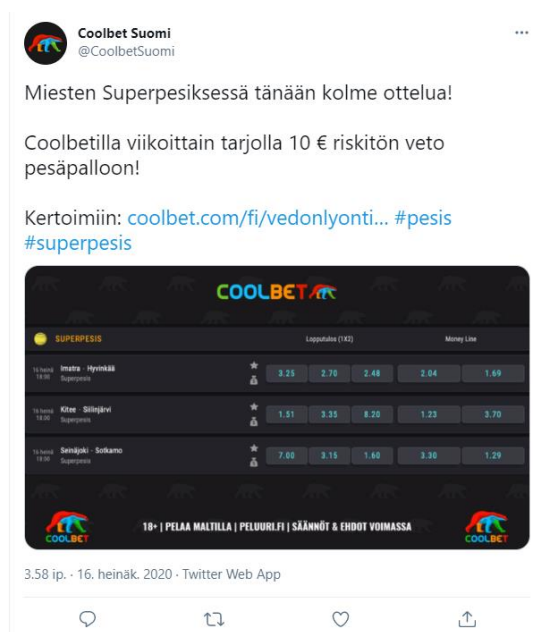 Coolbet Suomi
@CoolbetSuomi
Miesten Superpesiksessä tänään kolme ottelua!
Coolbetilla viikoittain tarjolla 10 € riskitön veto
pesäpalloon!
Kertoimiin: coolbet.com/fi/vedonlyonti... #pesis
#superpesis
COOLBET
SUPERPESIS Lopputulos (1X2) Money Line
16 heinä Imatra - Hyvinkää
18:00 Superpesis
3.25 2.70 2.48 2.04 1.69
16 heinä Kitee - Siilinjärvi
18:00 Superpesis
1.51 3.35 8.20 1.23 3.70
16 heinä Seinäjoki - Sotkamo
18:00 Superpesis
7.00 3.15 1.60 3.30 1.29
COOLBET 18+ | PELAA MALTILLA | PELUURI.FI | SÄÄNNÖT & EHDOT VOIMASSA COOLBET
3.58 ip. · 16. heinäk. 2020 · Twitter Web App